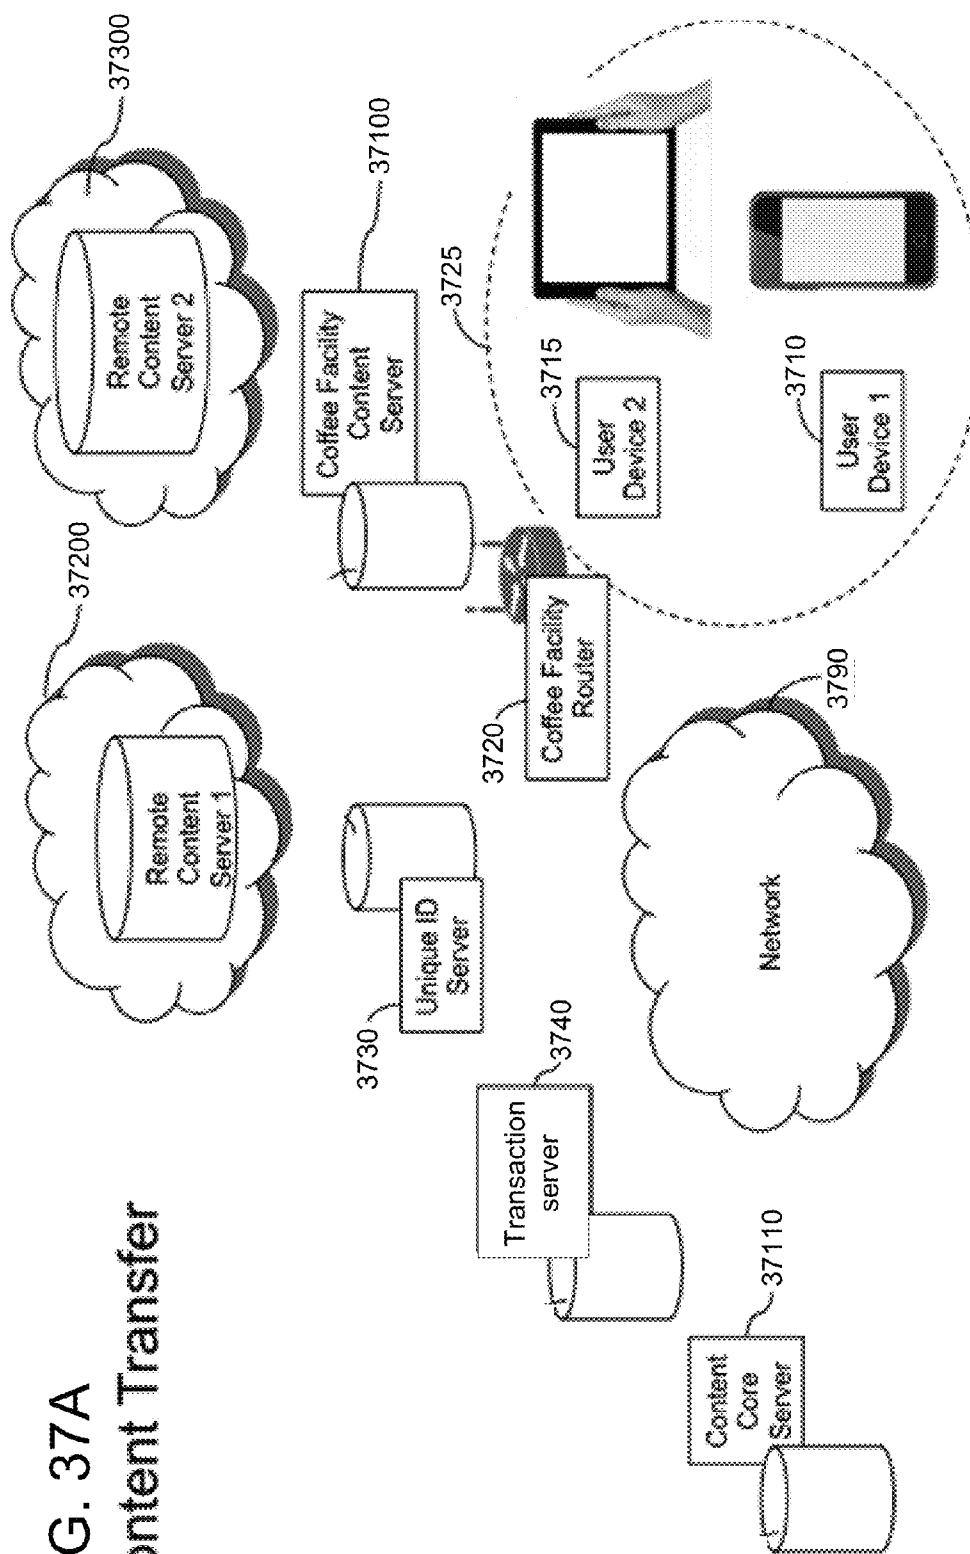 G. 37A
ontent Transfer
37200
Remote
Content
Server 1
37300
Remote
Content
Server 2
3730
Unique ID
Server
37100
Coffee Facility
Content
Server
3740
Transaction
server
3720
Coffee Facility
Router
3725
3715
User
Device 2
37110
Content
Core
Server
3790
Network
3710
User
Device 1